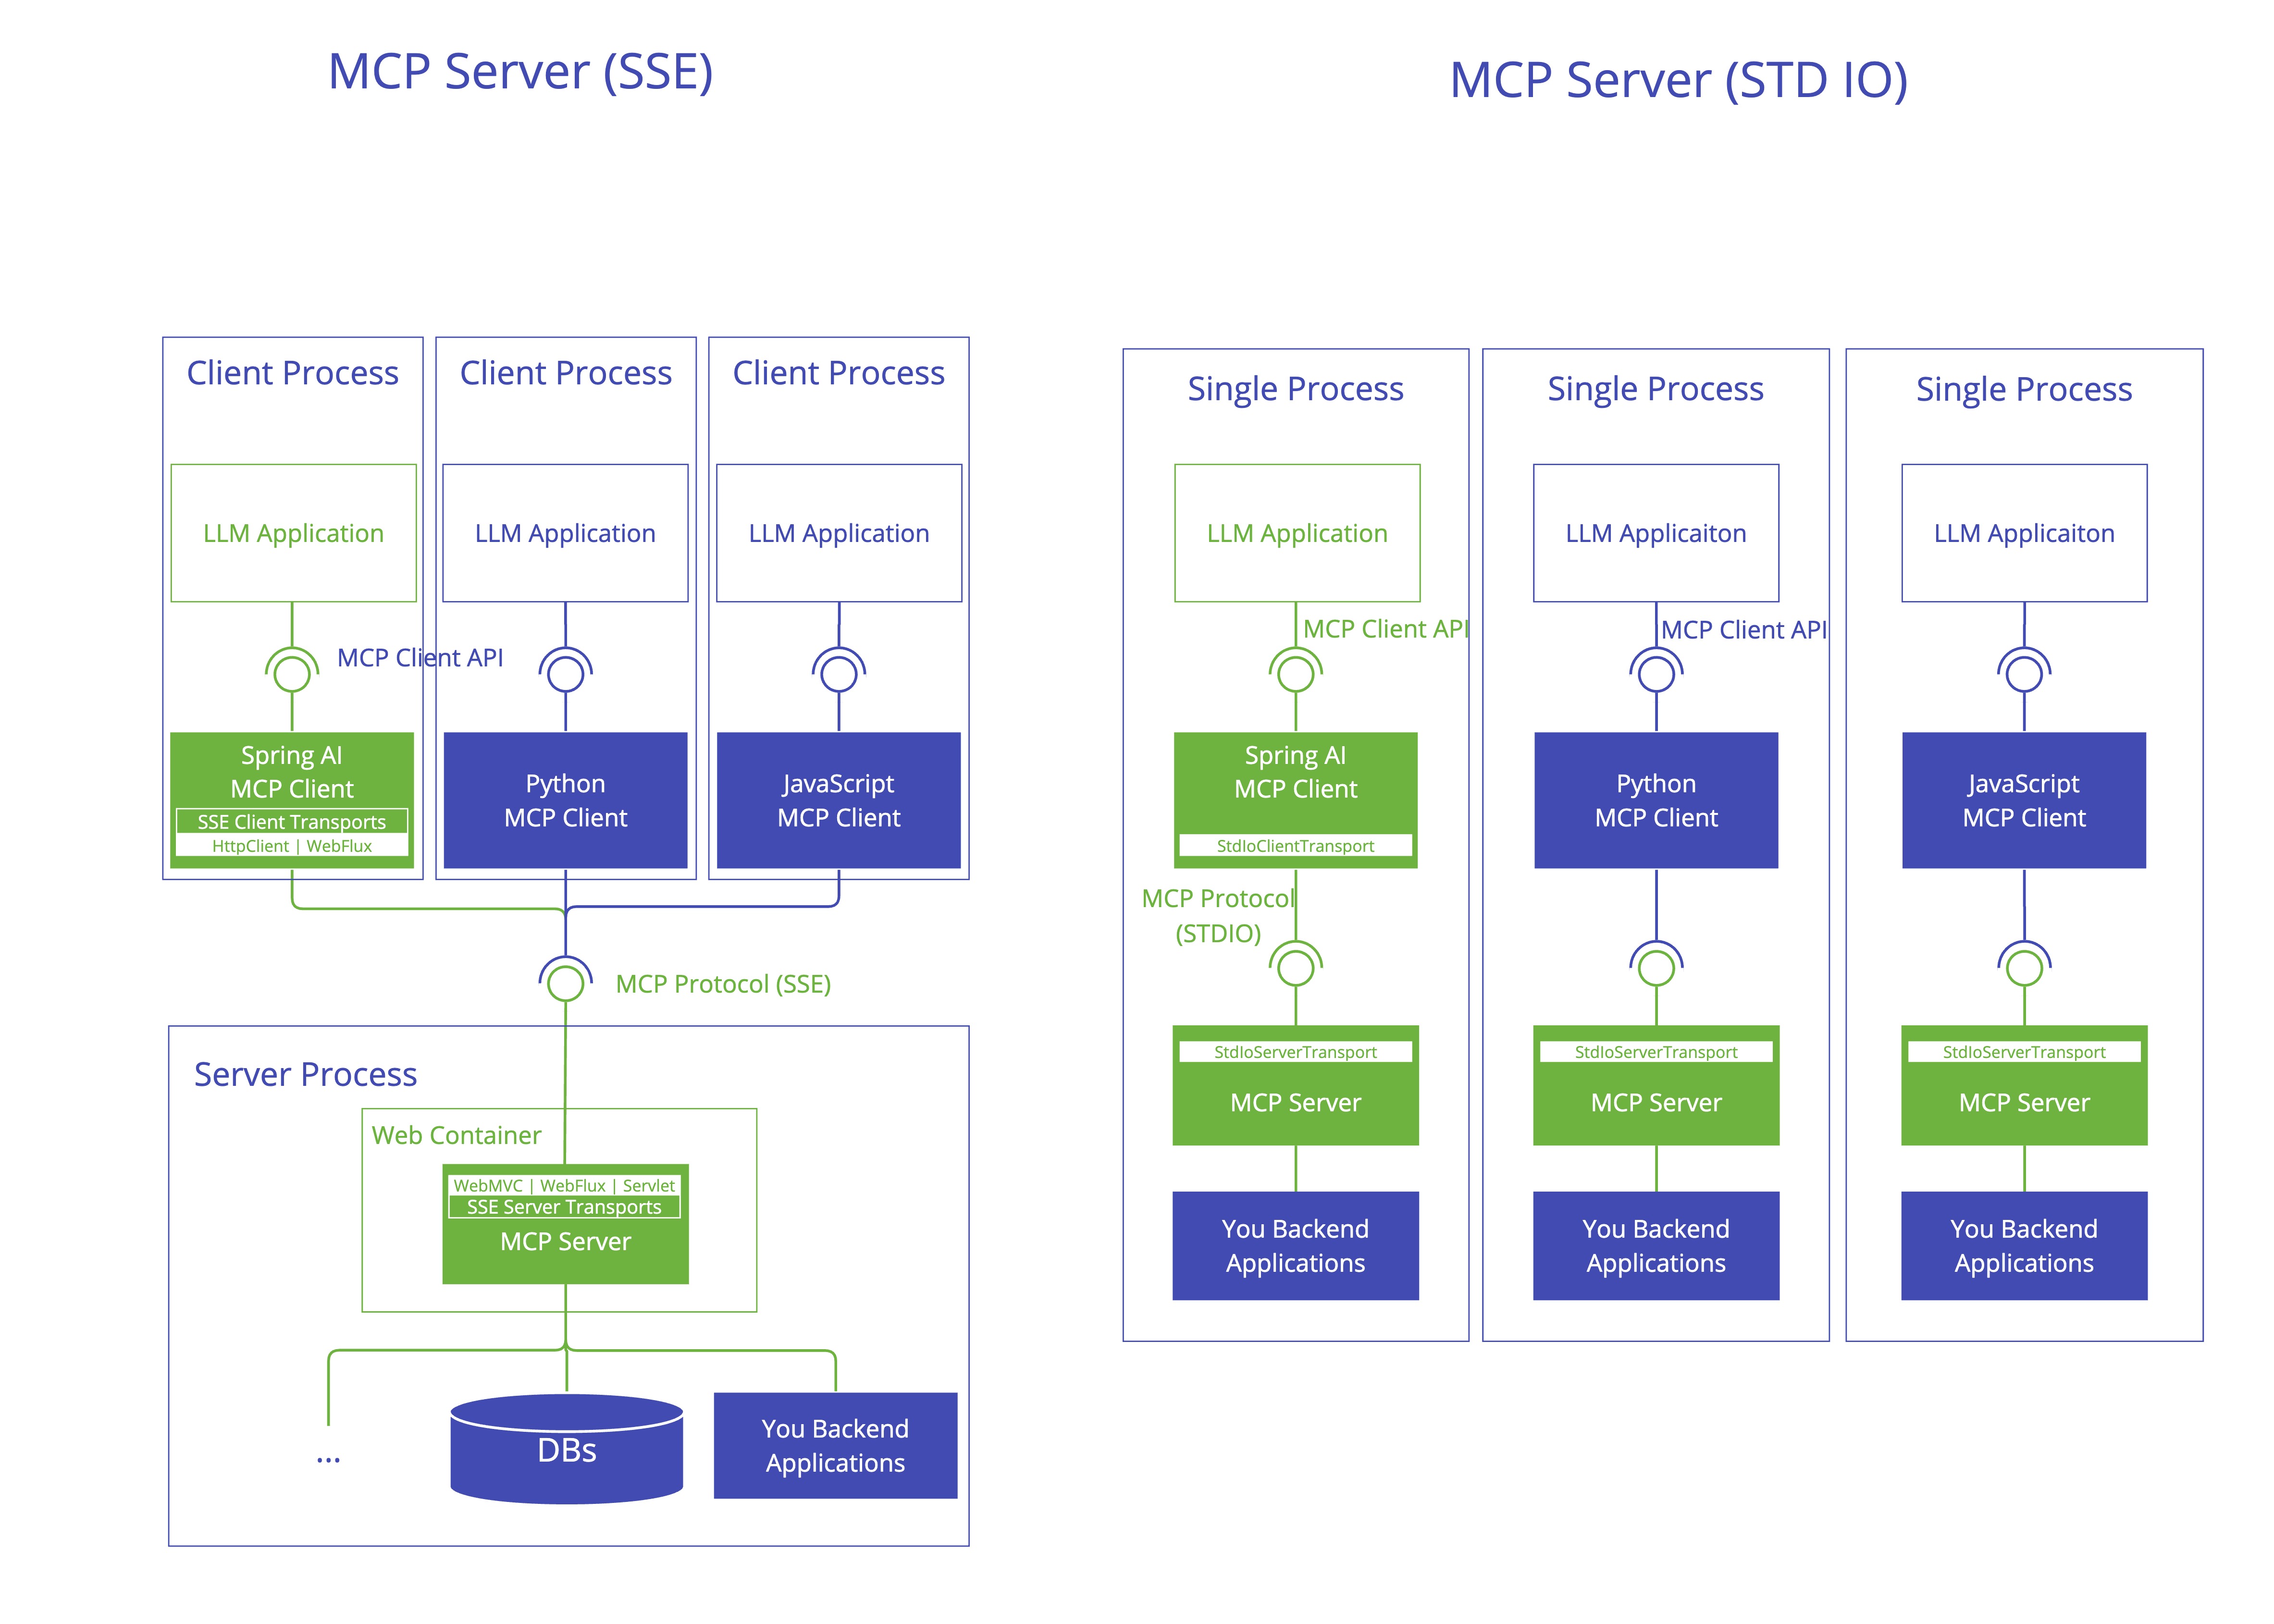 MCP Server (SSE)
Client Process
Client Process
Client Process
LLM Application
LLM Application
LLM Application
MCP Client API
Spring AI
MCP Client
SSE Client Transports
HttpClient | WebFlux
Python
MCP Client
JavaScript
MCP Client
MCP Protocol (SSE)
Server Process
Web Container
WebMVC | WebFlux | Servlet
SSE Server Transports
MCP Server
...
DBs
You Backend
Applications
MCP Server (STD IO)
Single Process
LLM Application
MCP Client API
Spring AI
MCP Client
StdIoClientTransport
MCP Protocol
(STDIO)
StdIoServerTransport
MCP Server
You Backend
Applications
Single Process
LLM Applicaiton
MCP Client API
Python
MCP Client
StdIoServerTransport
MCP Server
You Backend
Applications
Single Process
LLM Applicaiton
JavaScript
MCP Client
StdIoServerTransport
MCP Server
You Backend
Applications